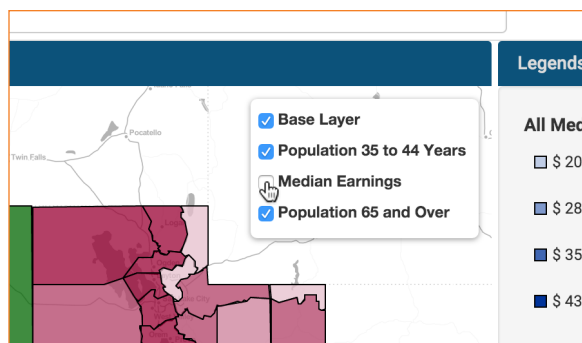 Legends
Base Layer
Population 35 to 44 Years
Median Earnings
Population 65 and Over
All Med
$ 20
$ 28
$ 35
$ 43
Pocatello
Twin Falls